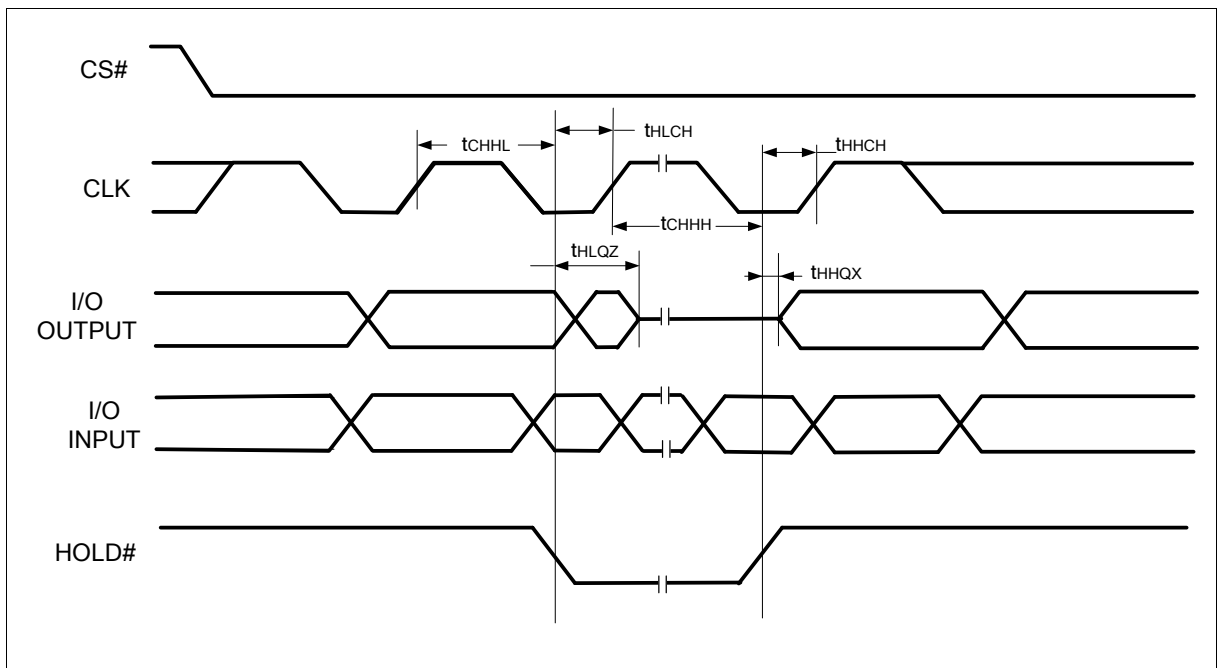 CS#
tCHHL
tHLCH
tHHCH
CLK
tCHHH
tHLQZ
tHHQX
I/O
OUTPUT
I/O
INPUT
HOLD#